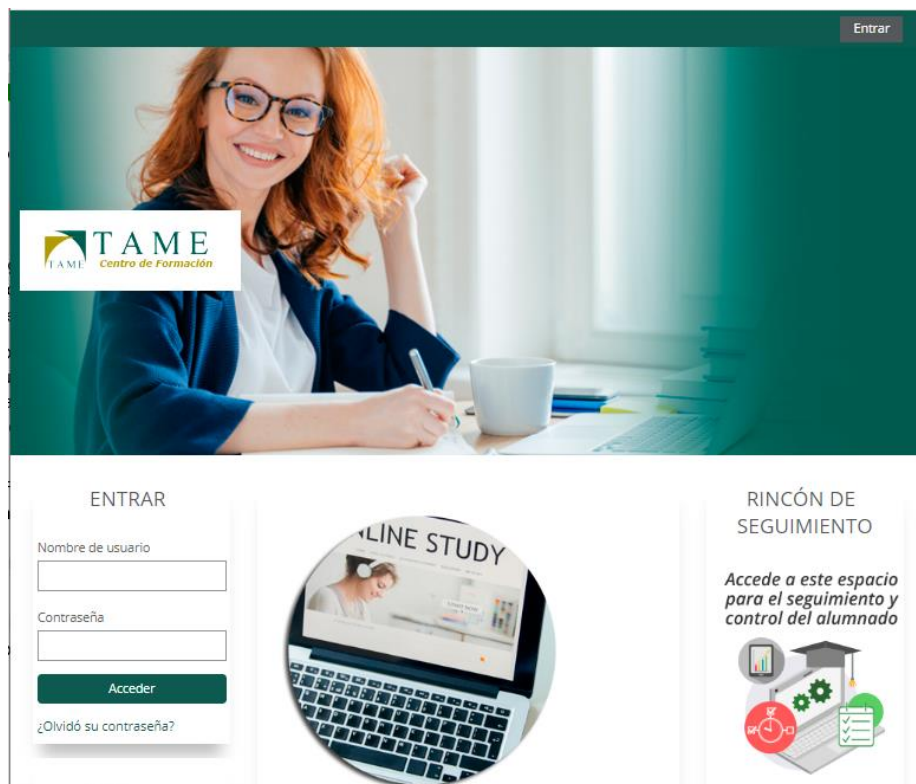 Entrar
TAME
TAME
Centro de Formación
ENTRAR
Nombre de usuario
Contraseña
Acceder
¿Olvidó su contraseña?
NLINE STUDY
RINCÓN DE
SEGUIMIENTO
Accede a este espacio
para el seguimiento y
control del alumnado